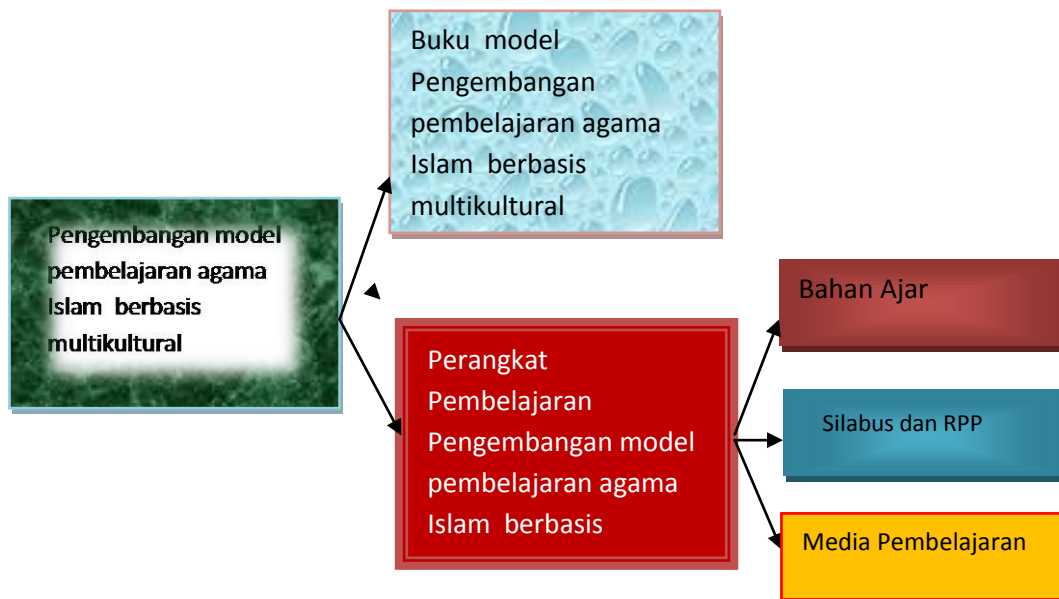 Buku model
Pengembangan
pembelajaran agama
Islam berbasis
multikultural
Pengembangan model
pembelajaran agama
Islam berbasis
multikultural
Perangkat
Pembelajaran
Pengembangan model
pembelajaran agama
Islam berbasis
Bahan Ajar
Silabus dan RPP
Media Pembelajaran